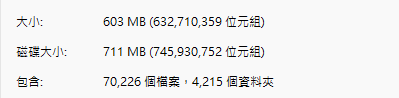 大小: 603 MB (632,710,359 位元組)
磁碟大小: 711 MB (745,930,752 位元組)
包含: 70,226 個檔案，4,215 個資料夾